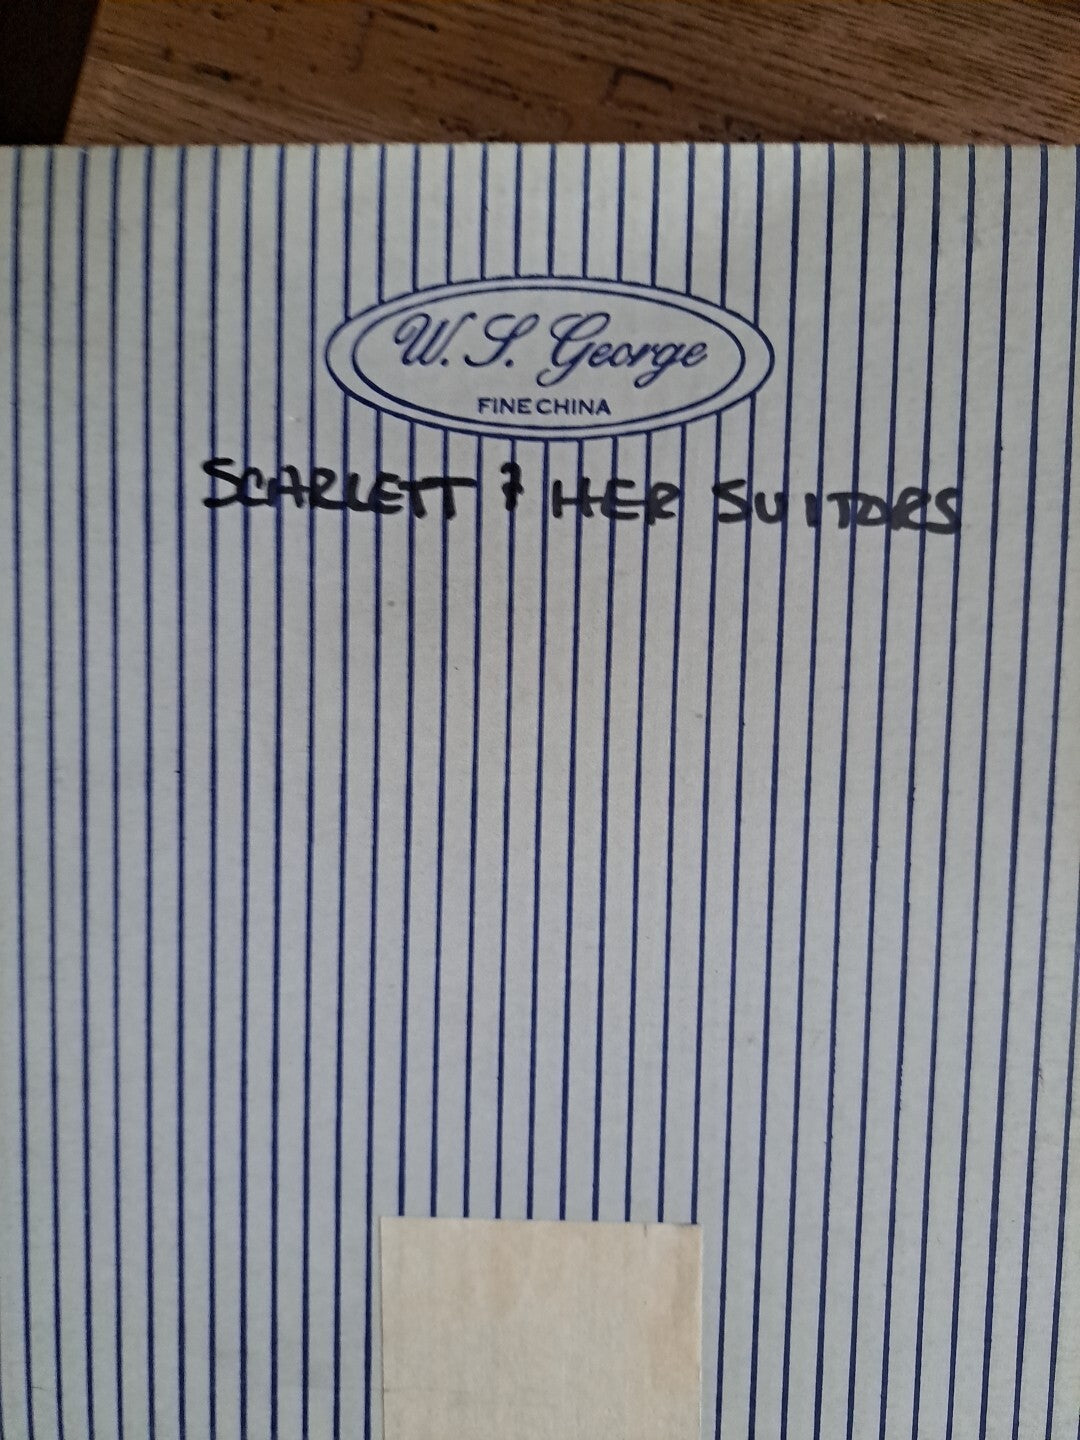 W. S. George
FINE CHINA
SCARLETT & HER SUITORS